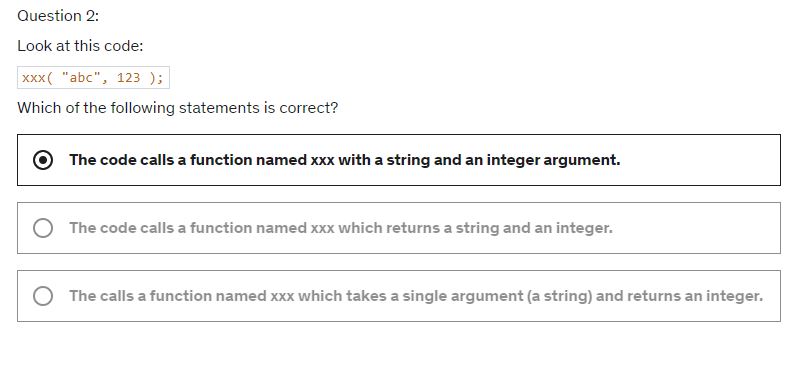 Question 2:
Look at this code:
xxx( "abc", 123 );
Which of the following statements is correct?
The code calls a function named xxx with a string and an integer argument.
The code calls a function named xxx which returns a string and an integer.
The calls a function named xxx which takes a single argument (a string) and returns an integer.